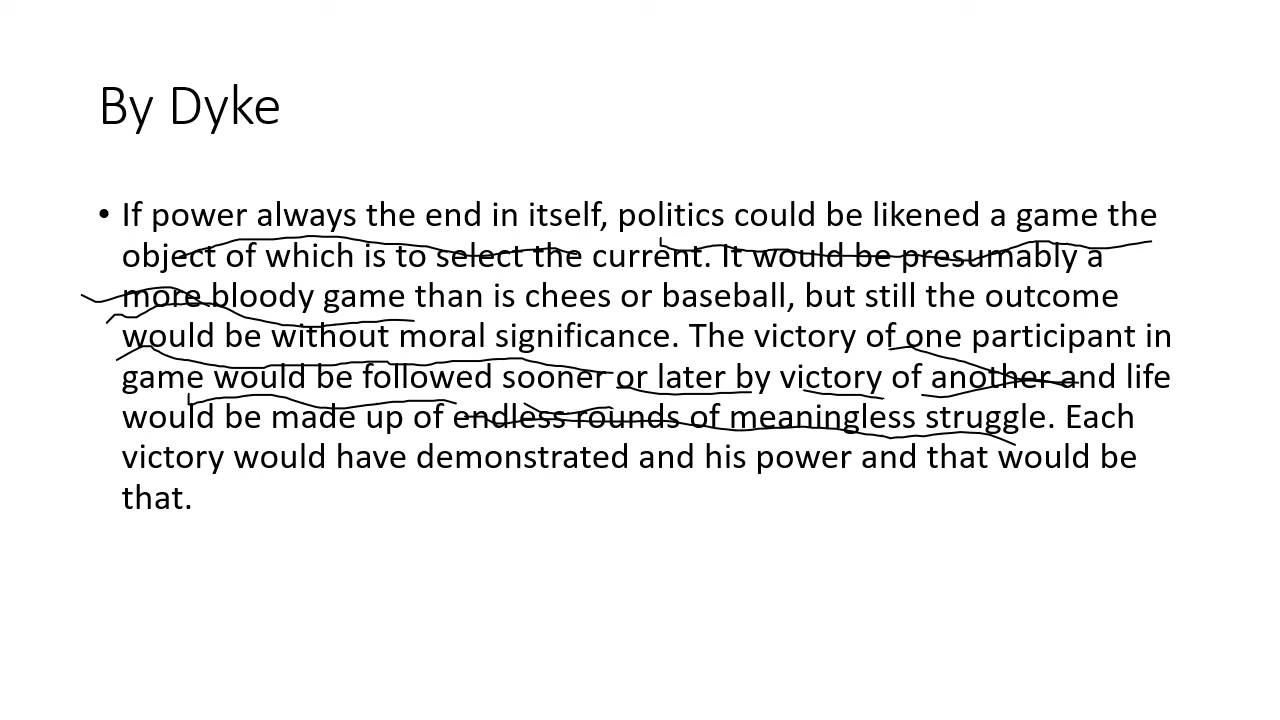 By Dyke
• If power always the end in itself, politics could be likened a game the
object of which is to select the current. It would be presumably a
more bloody game than is chees or baseball, but still the outcome
would be without moral significance. The victory of one participant in
game would be followed sooner or later by victory of another and life
would be made up of endless rounds of meaningless struggle. Each
victory would have demonstrated and his power and that would be
that.